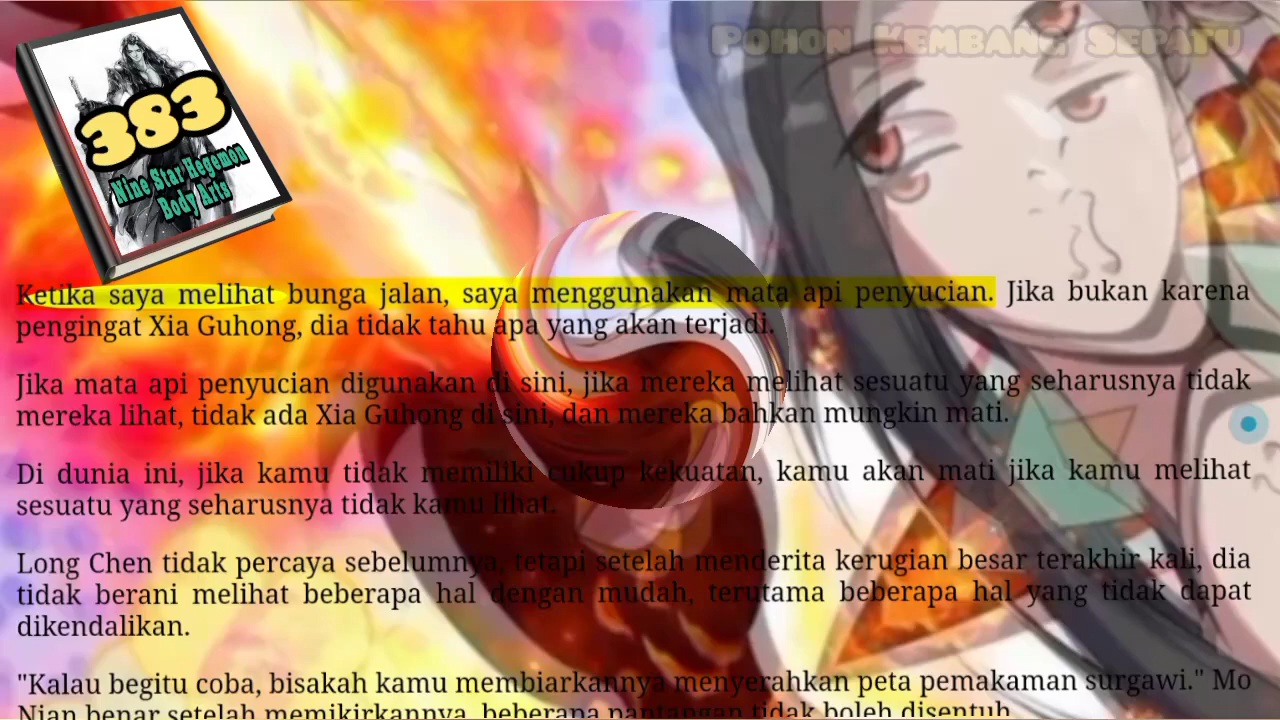 Pohon Kembang Sepatu
383
Nine Star Hegemon
Body Arts
Ketika saya melihat bunga jalan, saya menggunakan mata api penyucian. Jika bukan karena
pengingat Xia Guhong, dia tidak tahu apa yang akan terjadi.
Jika mata api penyucian digunakan di sini, jika mereka melihat sesuatu yang seharusnya tidak
mereka lihat, tidak ada Xia Guhong di sini, dan mereka bahkan mungkin mati.
Di dunia ini, jika kamu tidak memiliki cukup kekuatan, kamu akan mati jika kamu melihat
sesuatu yang seharusnya tidak kamu lihat.
Long Chen tidak percaya sebelumnya, tetapi setelah menderita kerugian besar terakhir kali, dia
tidak berani melihat beberapa hal dengan mudah, terutama beberapa hal yang tidak dapat
dikendalikan.
"Kalau begitu coba, bisakah kamu membiarkannya menyerahkan peta pemakaman surgawi." Mo
Nian benar setelah memikirkannya, beberapa pantangan tidak boleh disentuh